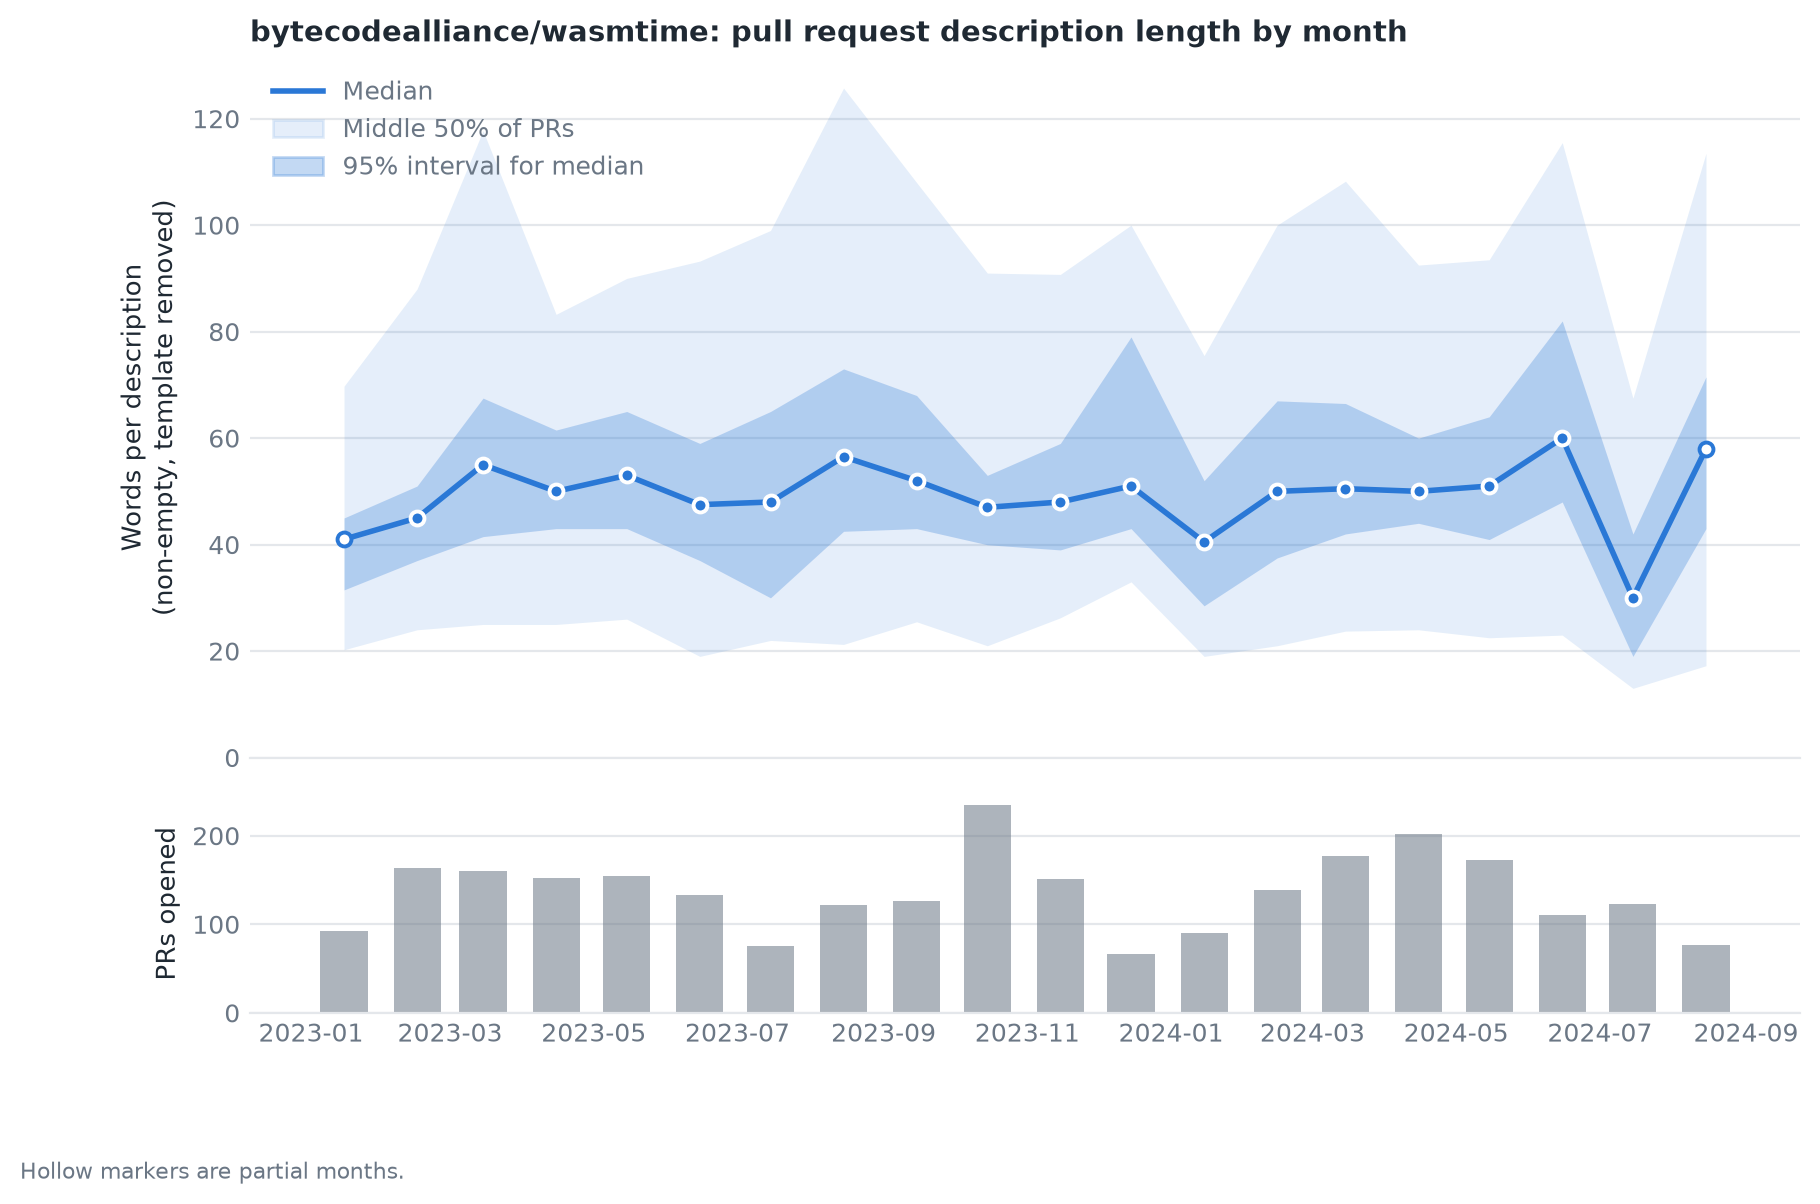 bytecodealliance/wasmtime: pull request description length by month
Median
Middle 50% of PRs
95% interval for median
Words per description
(non-empty, template removed)
120
100
80
60
40
20
0
PRs opened
200
100
0
2023-01 2023-03 2023-05 2023-07 2023-09 2023-11 2024-01 2024-03 2024-05 2024-07 2024-09
Hollow markers are partial months.